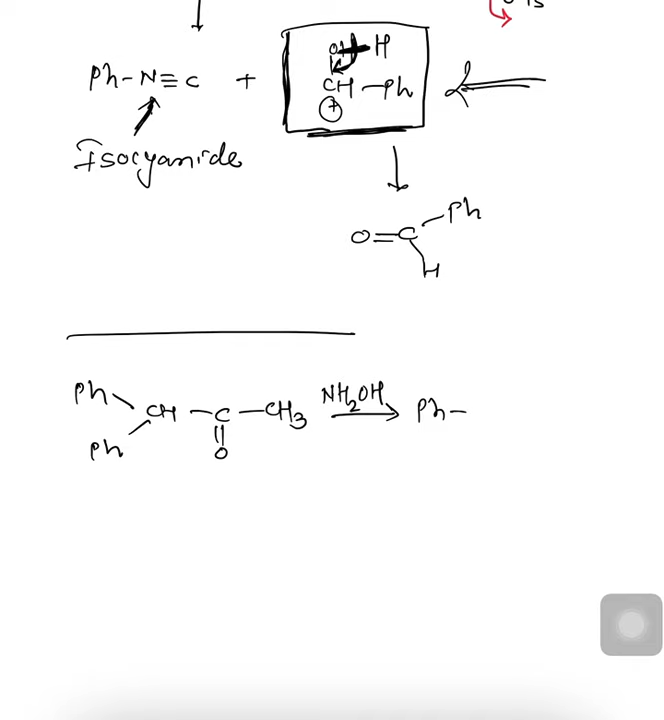 Ph-N≡C + OH-H
CH-Ph
+
Isocyanide
O=C-Ph
H
Ph
CH-C-CH3 NH2OH Ph-
Ph
O